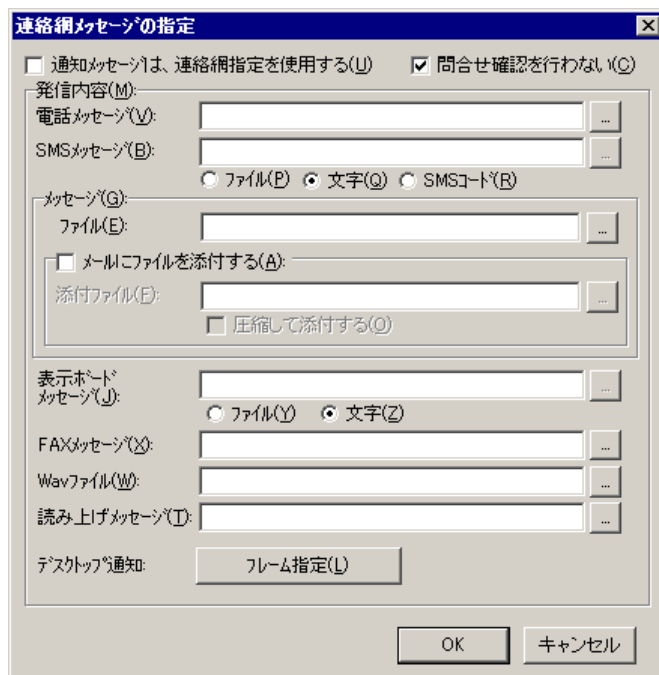 連絡網メッセージの指定
通知メッセージは、連絡網指定を使用する(U) 問合せ確認を行わない(C)
発信内容(M):
電話メッセージ(V): ...
SMSメッセージ(B): ...
ファイル(P) 文字(Q) SMSコード(R)
メッセージ(G):
ファイル(E): ...
メールにファイルを添付する(A):
添付ファイル(F): ...
圧縮して添付する(O)
表示ボード
メッセージ(J): ...
ファイル(Y) 文字(Z)
FAXメッセージ(X): ...
Wavファイル(W): ...
読み上げメッセージ(T): ...
デスクトップ通知: フレーム指定(L)
OK キャンセル